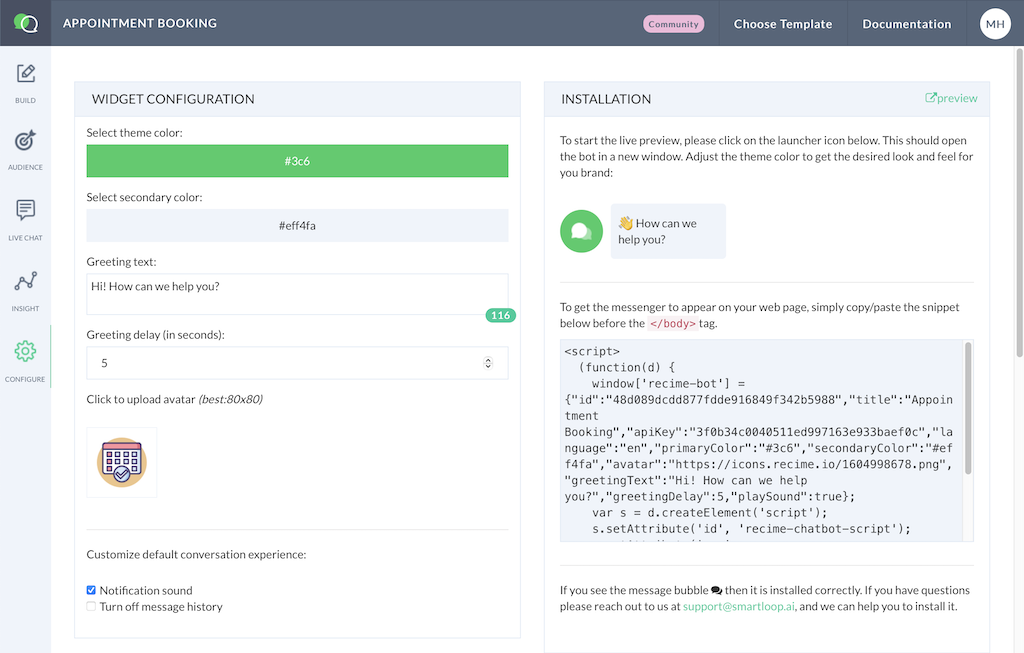 APPOINTMENT BOOKING
Community
Choose Template
Documentation
MH
BUILD
AUDIENCE
LIVE CHAT
INSIGHT
CONFIGURE
WIDGET CONFIGURATION
Select theme color:
#3c6
Select secondary color:
#eff4fa
Greeting text:
Hi! How can we help you?
116
Greeting delay (in seconds):
5
Click to upload avatar (best:80x80)
Customize default conversation experience:
Notification sound
Turn off message history
INSTALLATION
preview
To start the live preview, please click on the launcher icon below. This should open
the bot in a new window. Adjust the theme color to get the desired look and feel for
you brand:
👋 How can we
help you?
To get the messenger to appear on your web page, simply copy/paste the snippet
below before the </body> tag.
<script>
(function(d) {
window['recime-bot'] =
{"id":"48d089dcdd877fdde916849f342b5988","title":"Appoin
tment
Booking","apiKey":"3f0b34c0040511ed997163e933baef0c","la
nguage":"en","primaryColor":"#3c6","secondaryColor":"#ef
f4fa","avatar":"https://icons.recime.io/1604998678.png",
"greetingText":"Hi! How can we help
you?","greetingDelay":5,"playSound":true};
var s = d.createElement('script');
s.setAttribute('id', 'recime-chatbot-script');
If you see the message bubble then it is installed correctly. If you have questions
please reach out to us at support@smartloop.ai, and we can help you to install it.